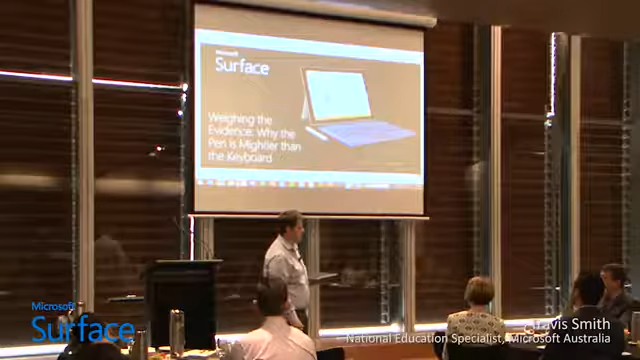 Microsoft
Surface
Weighing the
Evidence: Why the
Pen is Mightier than
the Keyboard
Microsoft
Surface
Travis Smith
National Education Specialist, Microsoft Australia